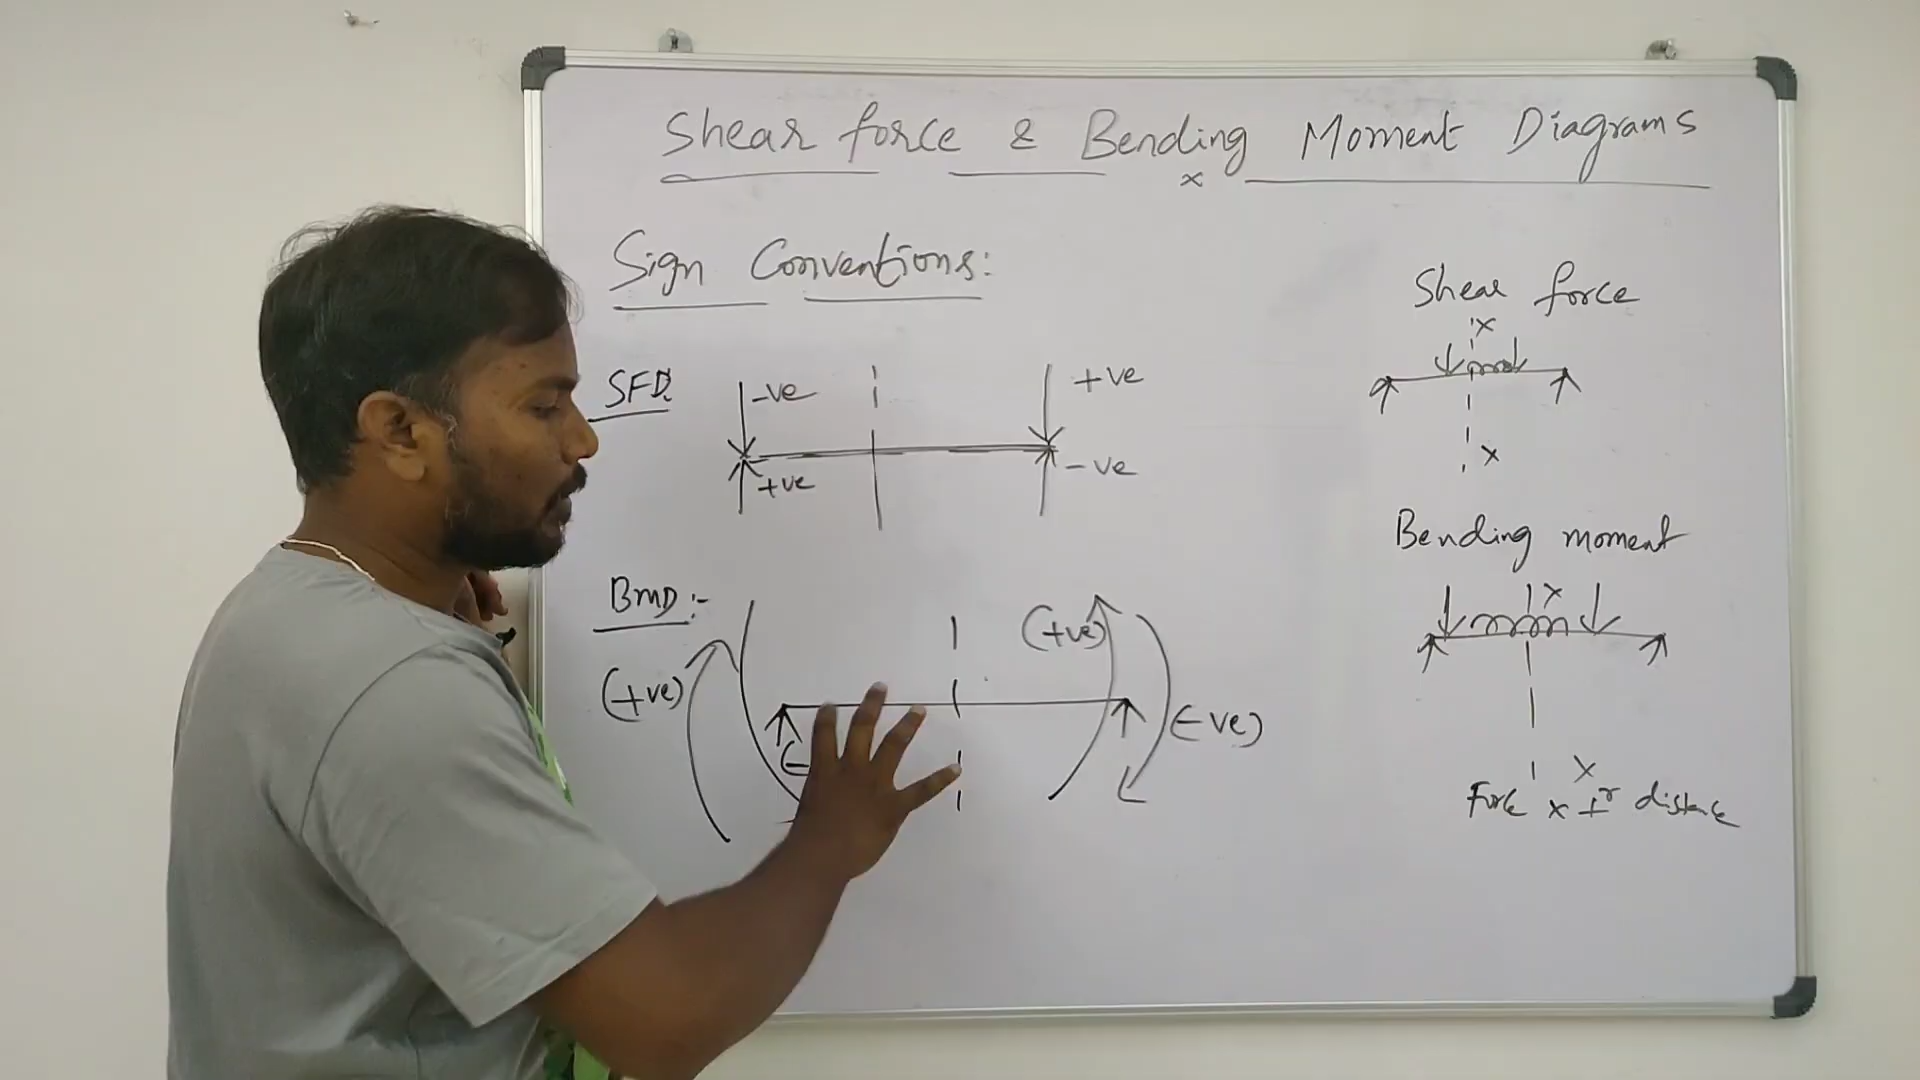 Shear force & Bending Moment Diagrams
x
Sign Conventions:
SFD:
-ve
+ve
+ve
-ve
BMD:-
(+ve)
(-
(+ve)
(-ve)
Shear force
x
x
Bending moment
x
x
Force x ⊥r distance